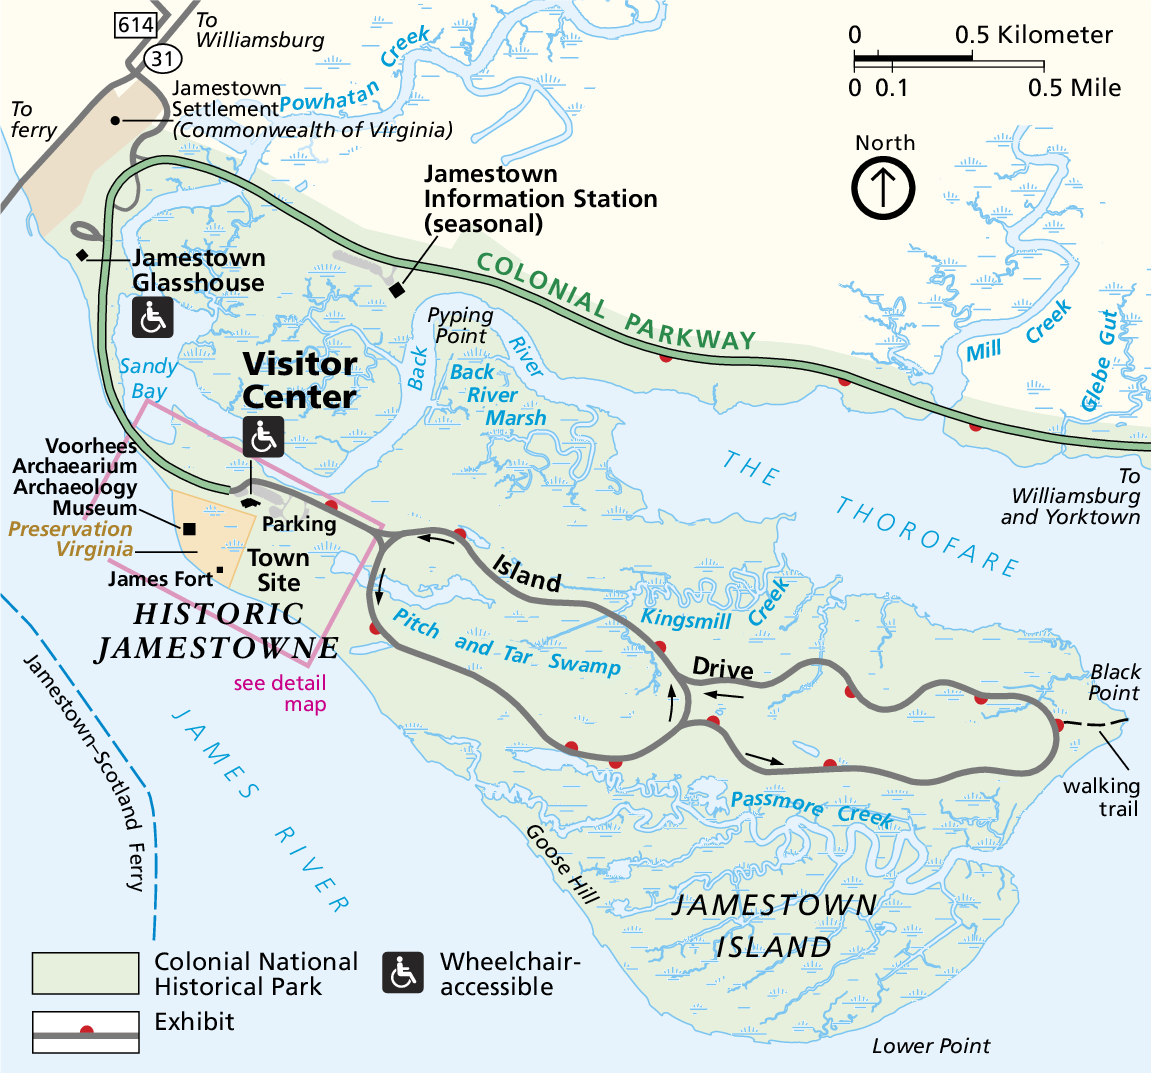 614
To
Williamsburg
31
Jamestown
Settlement
(Commonwealth of Virginia)
To
ferry
Powhatan Creek
0 0.5 Kilometer
0 0.1 0.5 Mile
North
Jamestown
Information Station
(seasonal)
COLONIAL PARKWAY
Jamestown
Glasshouse
Pyping
Point
Back River
Back
River
Marsh
Mill Creek
Glebe Gut
Sandy
Bay
Visitor
Center
Voorhees
Archaearium
Archaeology
Museum
Preservation
Virginia
Parking
Town
Site
James Fort
HISTORIC
JAMESTOWNE
see detail
map
THE THOROFARE
To
Williamsburg
and Yorktown
Island Drive
Pitch and Tar Swamp
Kingsmill Creek
Black
Point
walking
trail
Jamestown–Scotland Ferry
JAMES RIVER
Passmore Creek
Goose Hill
JAMESTOWN
ISLAND
Lower Point
Colonial National
Historical Park
Wheelchair-
accessible
Exhibit